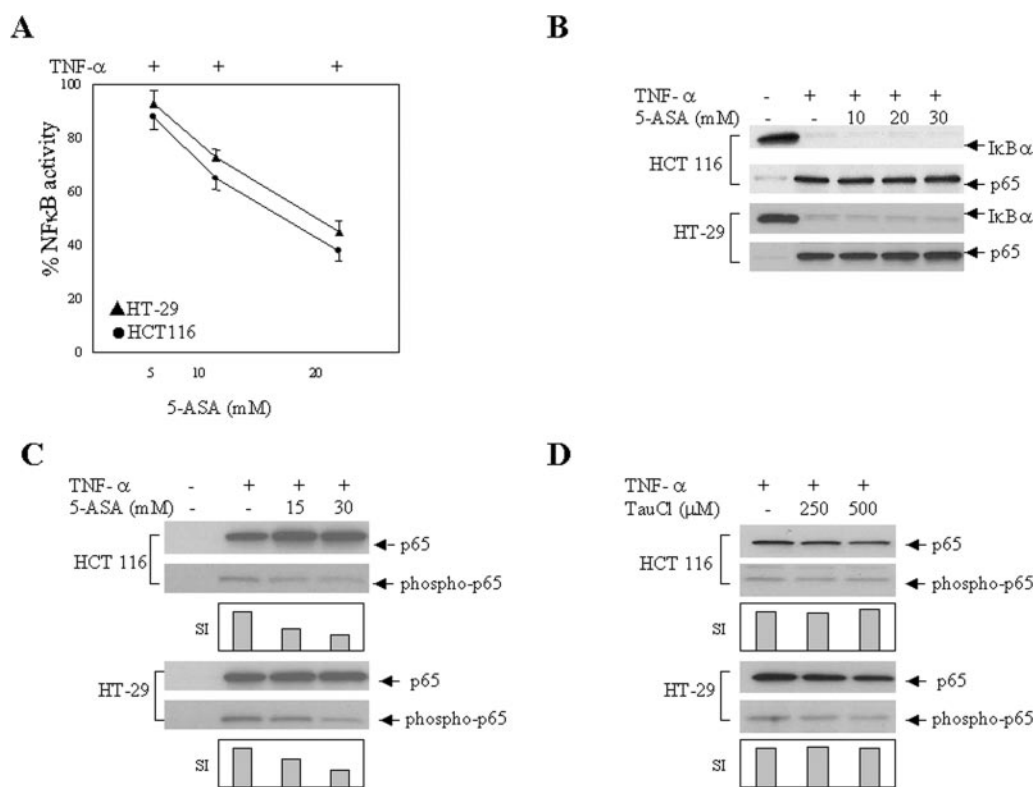 A
TNF-α + + +
100
80
60
40
20
0
% NFκB activity
HT-29
HCT116
5 10 20
5-ASA (mM)
B
TNF- α - + + + +
5-ASA (mM) - - 10 20 30
HCT 116
IκBα
p65
HT-29
IκBα
p65
C
TNF- α - + + +
5-ASA (mM) - - 15 30
HCT 116
p65
phospho-p65
SI
HT-29
p65
phospho-p65
SI
D
TNF- α + + +
TauCl (μM) - 250 500
HCT 116
p65
phospho-p65
SI
HT-29
p65
phospho-p65
SI